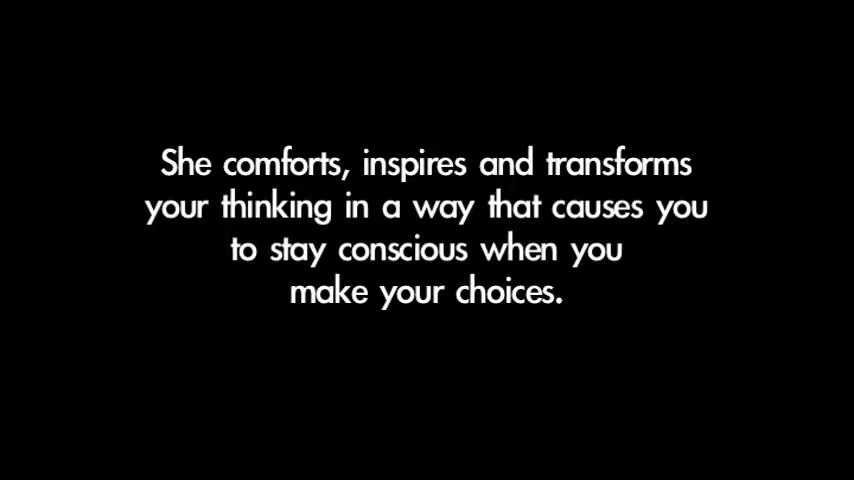 She comforts, inspires and transforms
your thinking in a way that causes you
to stay conscious when you
make your choices.